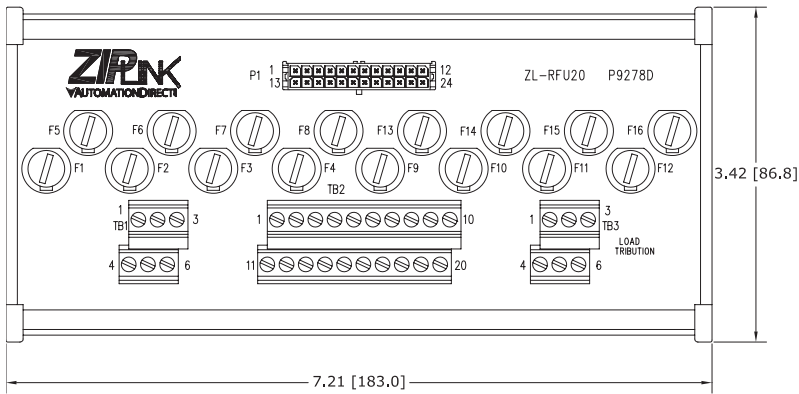 ZIPLINK
AUTOMATIONDIRECT
P1 1 12
13 24
ZL-RFU20 P9278D
F5 F6 F7 F8 F13 F14 F15 F16
F1 F2 F3 F4 F9 F10 F11 F12
TB2
1 3 1 10 1 3
TB1 TB3
LOAD
TRIBUTION
4 6 11 20 4 6
3.42 [86.8]
7.21 [183.0]